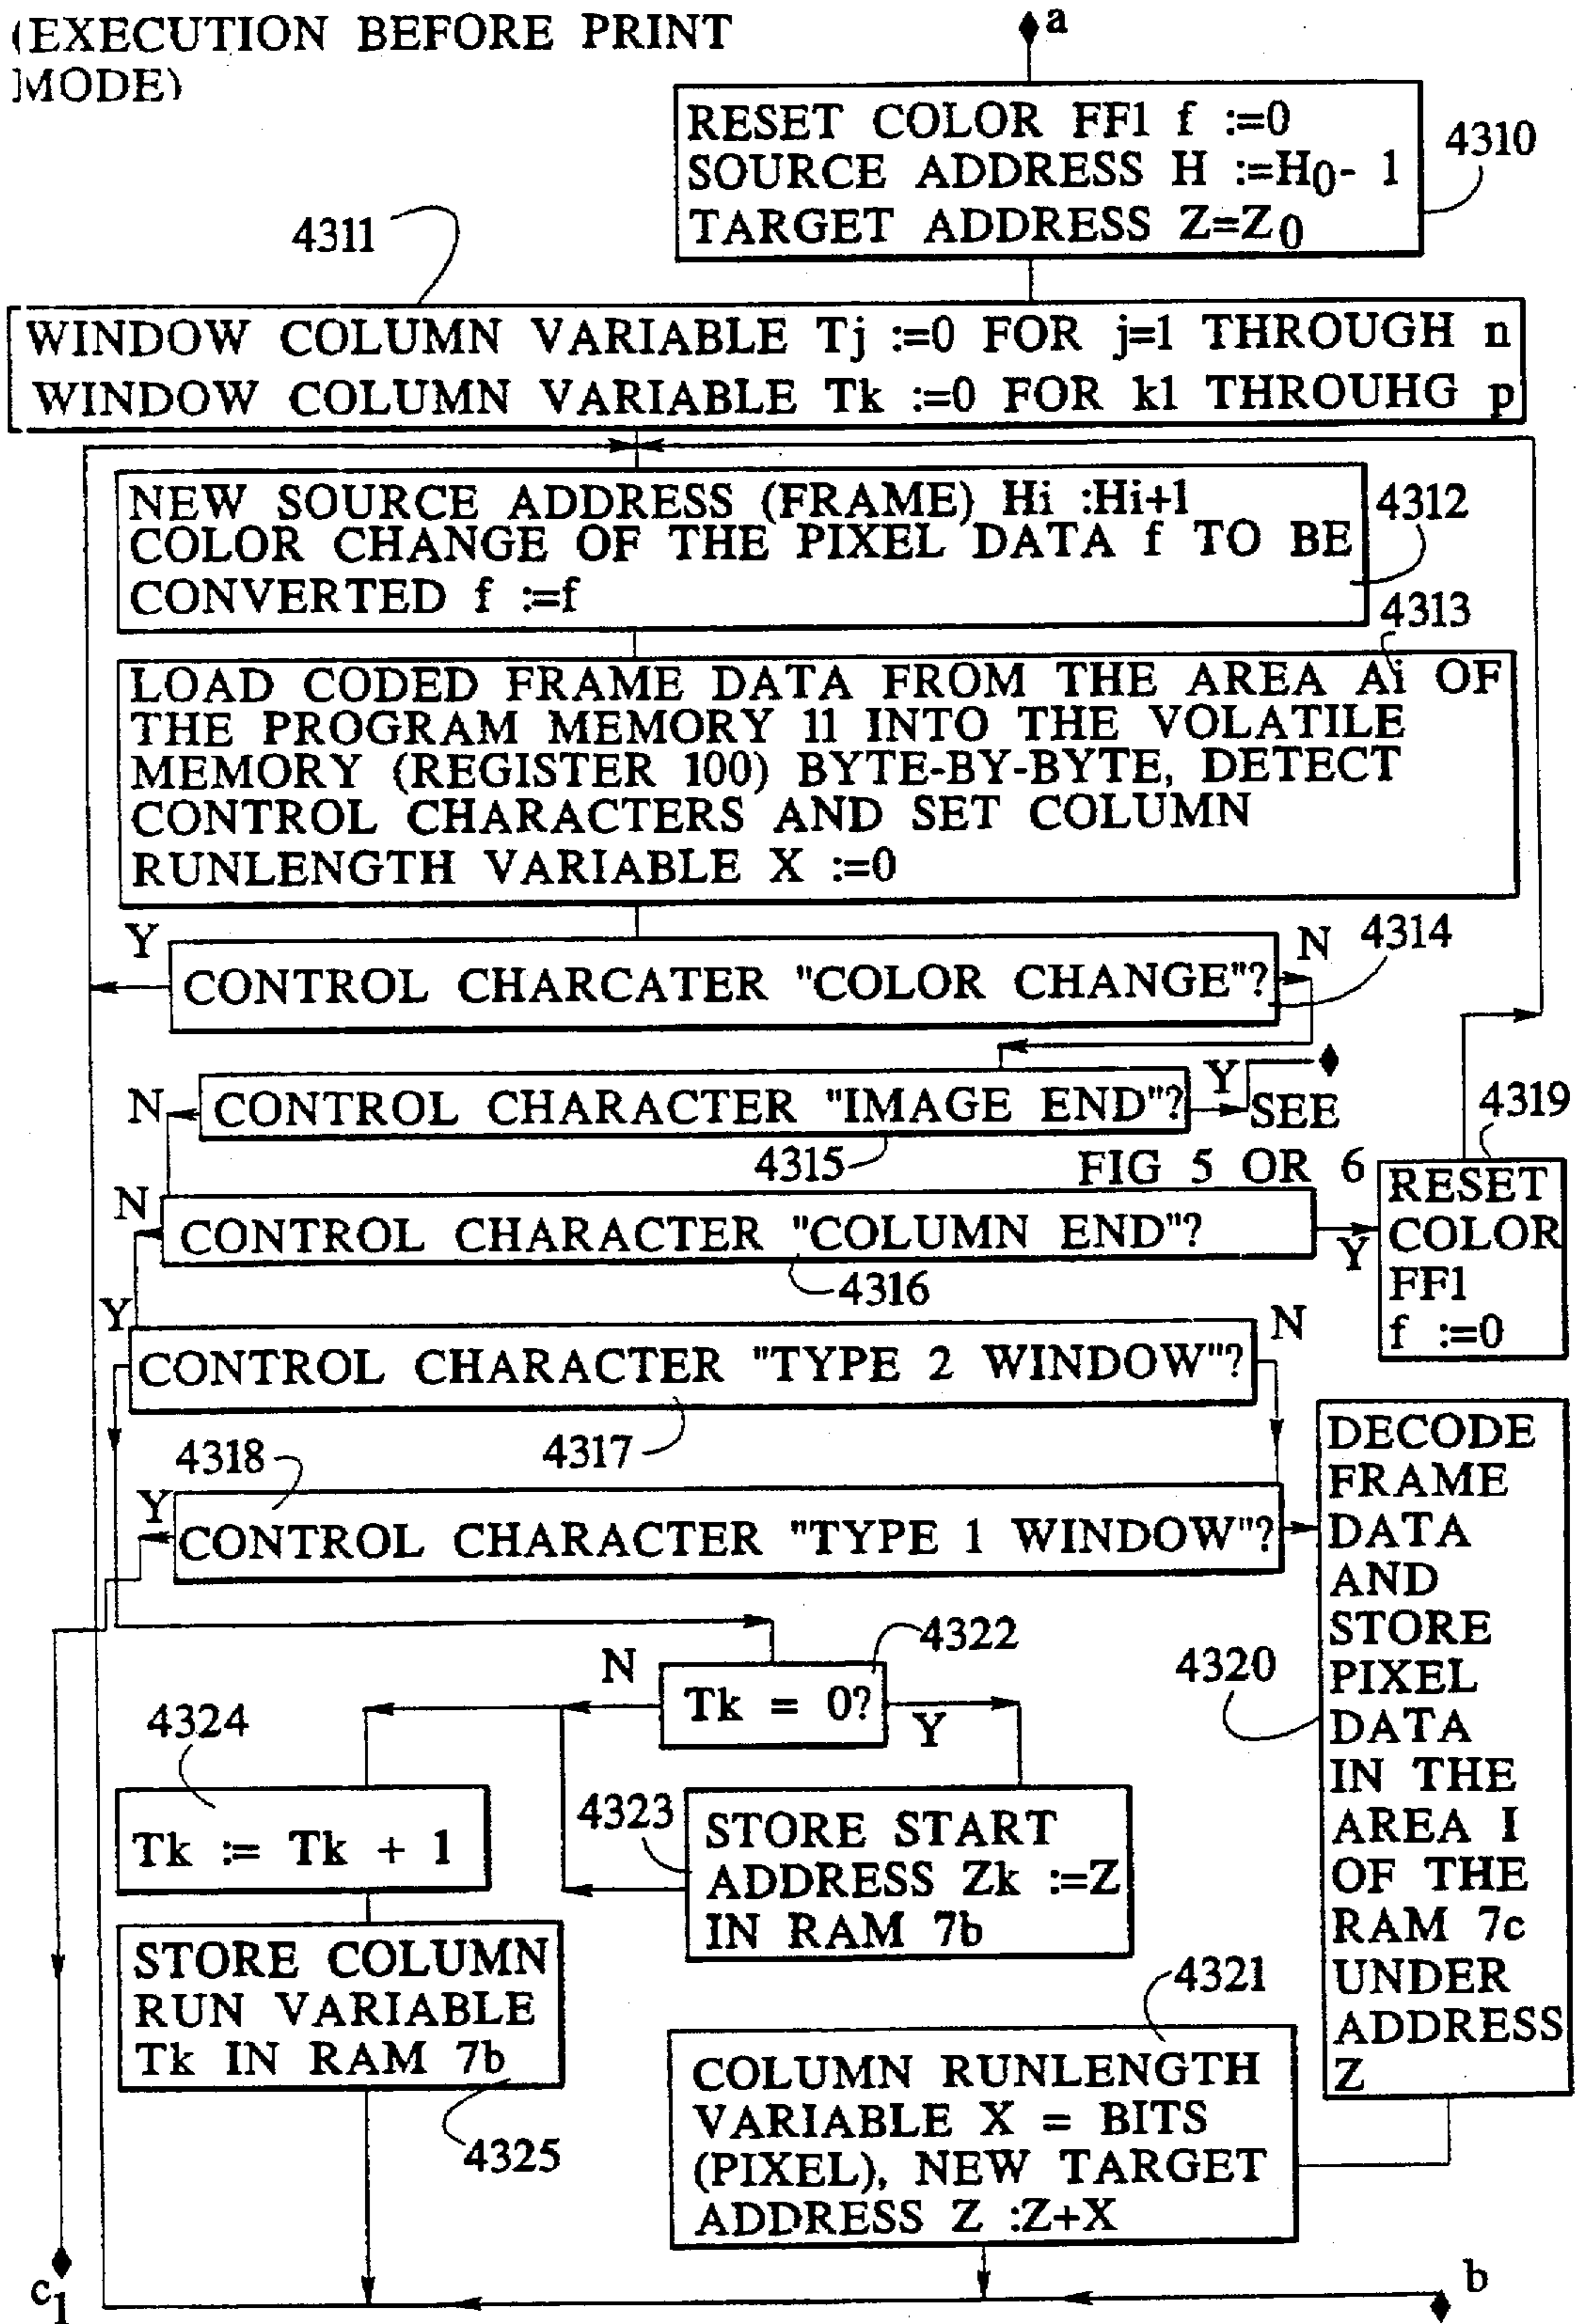 (EXECUTION BEFORE PRINT
MODE)
a
RESET COLOR FF1 f :=0
SOURCE ADDRESS H :=H0- 1
TARGET ADDRESS Z=Z0
4310
4311
WINDOW COLUMN VARIABLE Tj :=0 FOR j=1 THROUGH n
WINDOW COLUMN VARIABLE Tk :=0 FOR k1 THROUHG p
NEW SOURCE ADDRESS (FRAME) Hi :Hi+1
COLOR CHANGE OF THE PIXEL DATA f TO BE
CONVERTED f :=f
4312
4313
LOAD CODED FRAME DATA FROM THE AREA Ai OF
THE PROGRAM MEMORY 11 INTO THE VOLATILE
MEMORY (REGISTER 100) BYTE-BY-BYTE, DETECT
CONTROL CHARACTERS AND SET COLUMN
RUNLENGTH VARIABLE X :=0
Y
CONTROL CHARCATER "COLOR CHANGE"?
N
4314
N
CONTROL CHARACTER "IMAGE END"?
Y
SEE
FIG 5 OR 6
4315
4319
N
CONTROL CHARACTER "COLUMN END"?
Y
4316
RESET
COLOR
FF1
f :=0
Y
CONTROL CHARACTER "TYPE 2 WINDOW"?
N
4317
4318
Y
CONTROL CHARACTER "TYPE 1 WINDOW"?
DECODE
FRAME
DATA
AND
STORE
PIXEL
DATA
IN THE
AREA I
OF THE
RAM 7c
UNDER
ADDRESS
Z
4320
4322
N
Tk = 0?
Y
4324
Tk := Tk + 1
4323
STORE START
ADDRESS Zk :=Z
IN RAM 7b
STORE COLUMN
RUN VARIABLE
Tk IN RAM 7b
4325
4321
COLUMN RUNLENGTH
VARIABLE X = BITS
(PIXEL), NEW TARGET
ADDRESS Z :Z+X
c1
b